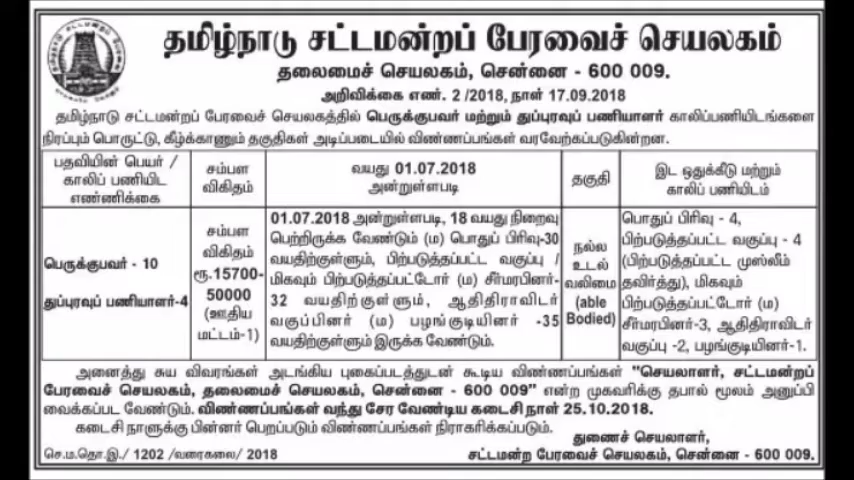 தமிழ்நாடு சட்டமன்றப் பேரவைச் செயலகம்
தலைமைச் செயலகம், சென்னை - 600 009.
அறிவிக்கை எண். 2 /2018, நாள் 17.09.2018
தமிழ்நாடு சட்டமன்றப் பேரவைச் செயலகத்தில் பெருக்குபவர் மற்றும் துப்புரவுப் பணியாளர் காலிப்பணியிடங்களை
நிரப்பும் பொருட்டு, கீழ்க்காணும் தகுதிகள் அடிப்படையில் விண்ணப்பங்கள் வரவேற்கப்படுகின்றன.
பதவியின் பெயர் /
காலிப் பணியிட
எண்ணிக்கை
சம்பள
விகிதம்
வயது 01.07.2018
அன்றுள்ளபடி
தகுதி
இட ஒதுக்கீடு மற்றும்
காலிப் பணியிடம்
பெருக்குபவர் - 10
துப்புரவுப் பணியாளர்-4
சம்பள
விகிதம்
ரூ.15700-
50000
(ஊதிய
மட்டம்-1)
01.07.2018 அன்றுள்ளபடி, 18 வயது நிறைவு
பெற்றிருக்க வேண்டும் (ம) பொதுப் பிரிவு-30
வயதிற்குள்ளும், பிற்படுத்தப்பட்ட வகுப்பு /
மிகவும் பிற்படுத்தப்பட்டோர் (ம) சீர்மரபினர்-
32 வயதிற்குள்ளும், ஆதிதிராவிடர்
வகுப்பினர் (ம) பழங்குடியினர் -35
வயதிற்குள்ளும் இருக்க வேண்டும்.
நல்ல
உடல்
வலிமை
(able
Bodied)
பொதுப் பிரிவு - 4,
பிற்படுத்தப்பட்ட வகுப்பு - 4
(பிற்படுத்தப்பட்ட முஸ்லீம்
தவிர்த்து), மிகவும்
பிற்படுத்தப்பட்டோர் (ம)
சீர்மரபினர்-3, ஆதிதிராவிடர்
வகுப்பு -2, பழங்குடியினர்-1.
அனைத்து சுய விவரங்கள் அடங்கிய புகைப்படத்துடன் கூடிய விண்ணப்பங்கள் "செயலாளர், சட்டமன்றப்
பேரவைச் செயலகம், தலைமைச் செயலகம், சென்னை - 600 009" என்ற முகவரிக்கு தபால் மூலம் அனுப்பி
வைக்கப்பட வேண்டும். விண்ணப்பங்கள் வந்து சேர வேண்டிய கடைசி நாள் 25.10.2018.
கடைசி நாளுக்கு பின்னர் பெறப்படும் விண்ணப்பங்கள் நிராகரிக்கப்படும்.
துணைச் செயலாளர்,
செ.ம.தொ.இ./ 1202 /வரைகலை/ 2018
சட்டமன்ற பேரவைச் செயலகம், சென்னை - 600 009.